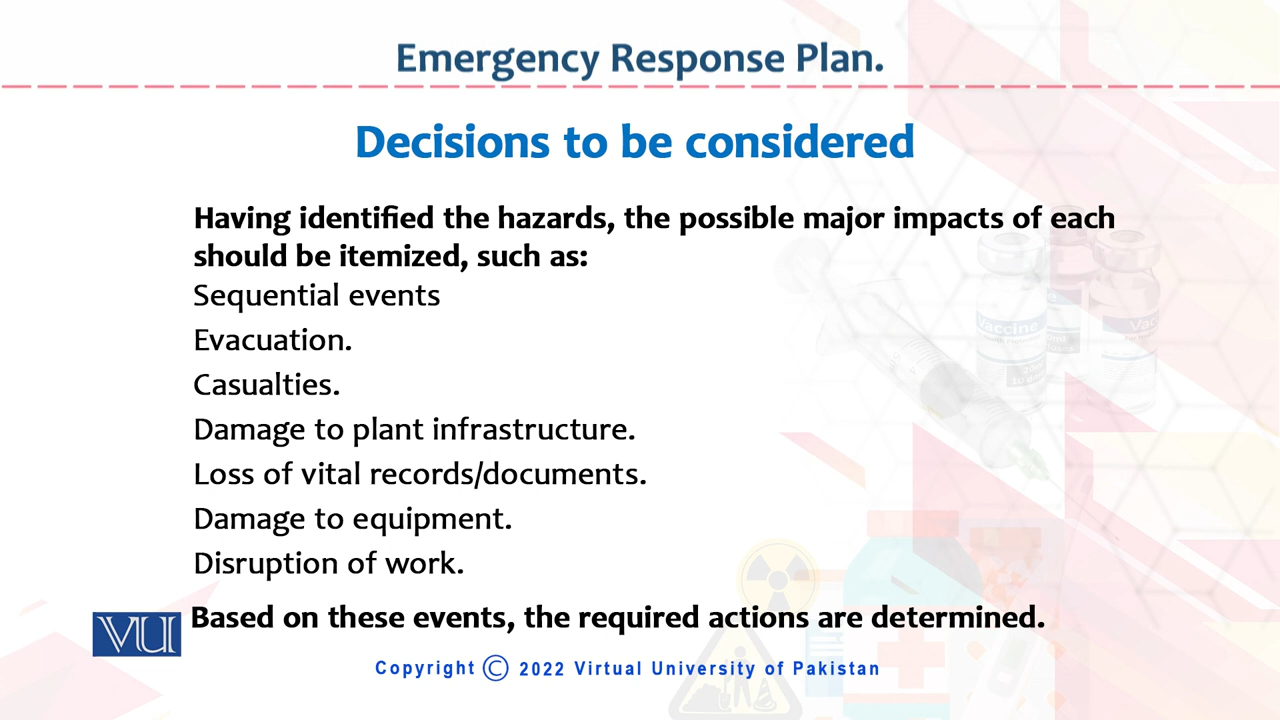 Emergency Response Plan.
Decisions to be considered
Having identified the hazards, the possible major impacts of each
should be itemized, such as:
Sequential events
Evacuation.
Casualties.
Damage to plant infrastructure.
Loss of vital records/documents.
Damage to equipment.
Disruption of work.
Based on these events, the required actions are determined.
VU
Copyright © 2022 Virtual University of Pakistan
Vaccine